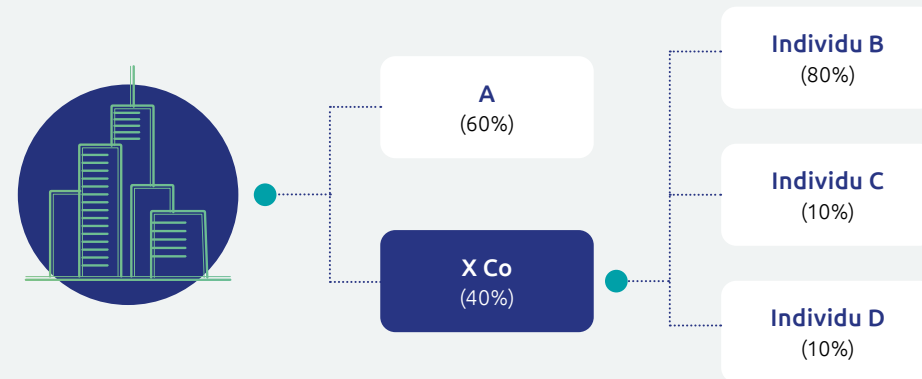 A
(60%)
X Co
(40%)
Individu B
(80%)
Individu C
(10%)
Individu D
(10%)